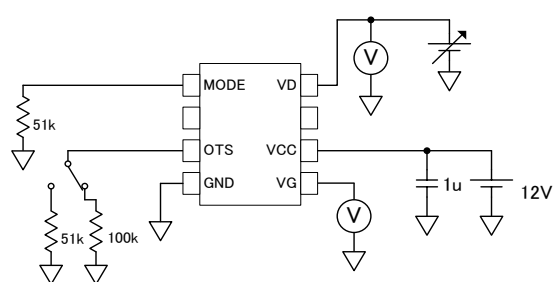 V
MODE VD
51k
OTS VCC
1u
12V
GND VG
V
51k 100k